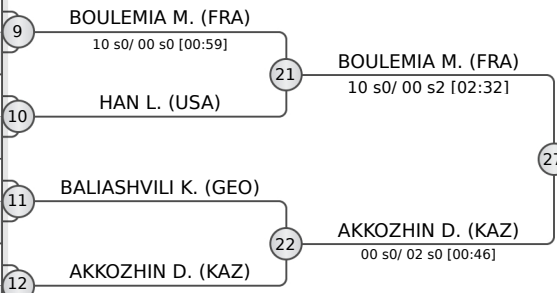 BOULEMIA M. (FRA)
9
10 s0/ 00 s0 [00:59]
21
BOULEMIA M. (FRA)
10 s0/ 00 s2 [02:32]
HAN L. (USA)
10
27
BALIASHVILI K. (GEO)
11
22
AKKOZHIN D. (KAZ)
00 s0/ 02 s0 [00:46]
AKKOZHIN D. (KAZ)
12